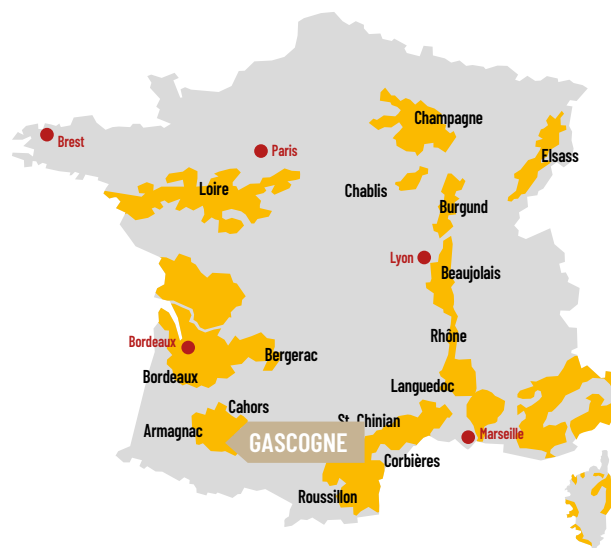 Champagne
Brest
Paris
Elsass
Loire
Chablis
Burgund
Lyon
Beaujolais
Rhône
Bordeaux
Bergerac
Bordeaux
Languedoc
Cahors
St. Chinian
Armagnac
GASCOGNE
Marseille
Corbières
Roussillon